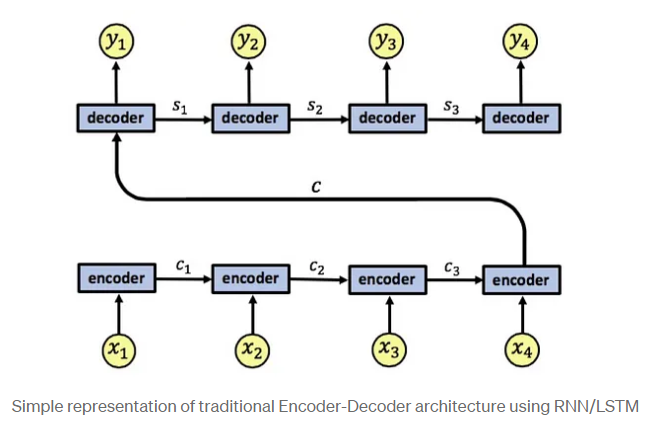 y₁ y₂ y₃ y₄
decoder s₁ decoder s₂ decoder s₃ decoder
c
encoder c₁ encoder c₂ encoder c₃ encoder
x₁ x₂ x₃ x₄
Simple representation of traditional Encoder-Decoder architecture using RNN/LSTM